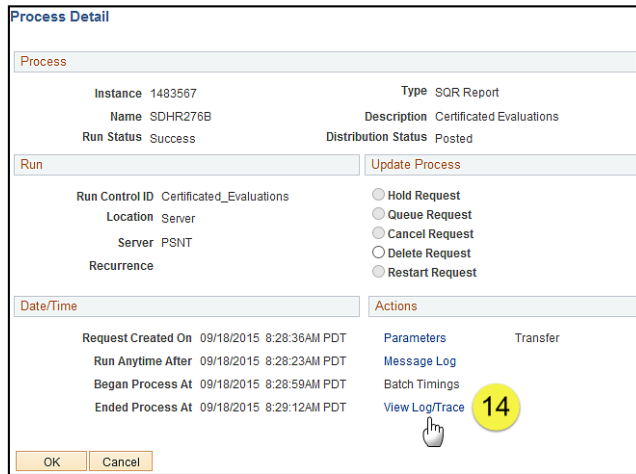 Process Detail
Process
Instance 1483567
Type SQR Report
Name SDHR276B
Description Certificated Evaluations
Run Status Success
Distribution Status Posted
Run
Update Process
Run Control ID Certificated_Evaluations
Hold Request
Location Server
Queue Request
Cancel Request
Server PSNT
Delete Request
Recurrence
Restart Request
Date/Time
Actions
Request Created On 09/18/2015 8:28:36AM PDT
Parameters Transfer
Run Anytime After 09/18/2015 8:28:23AM PDT
Message Log
Began Process At 09/18/2015 8:28:59AM PDT
Batch Timings
Ended Process At 09/18/2015 8:29:12AM PDT
View Log/Trace 14
OK Cancel